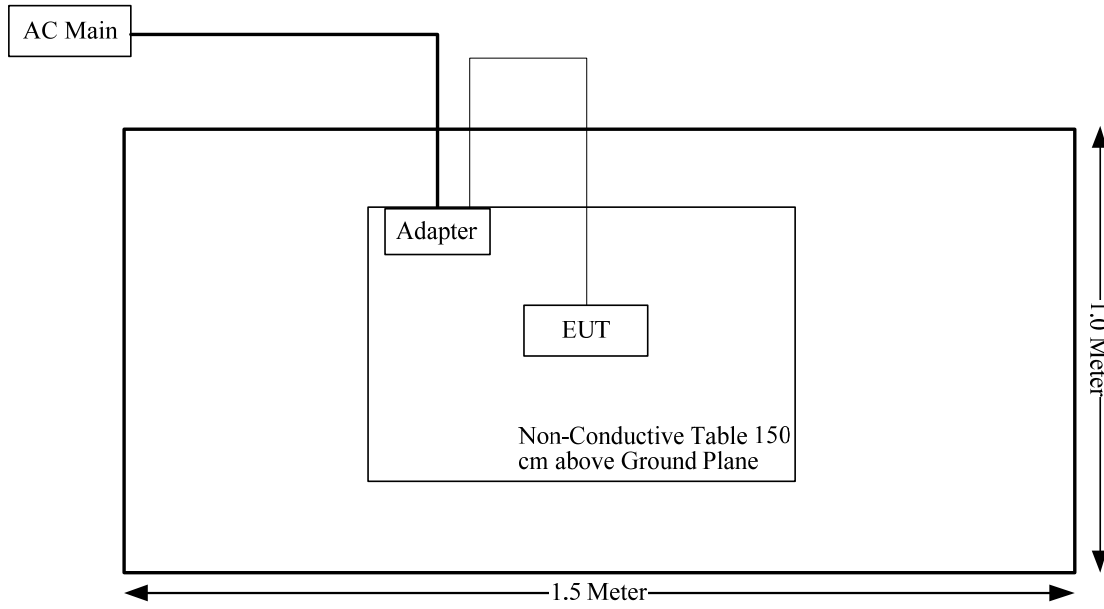 AC Main
Adapter
EUT
Non-Conductive Table 150
cm above Ground Plane
1.0 Meter
1.5 Meter